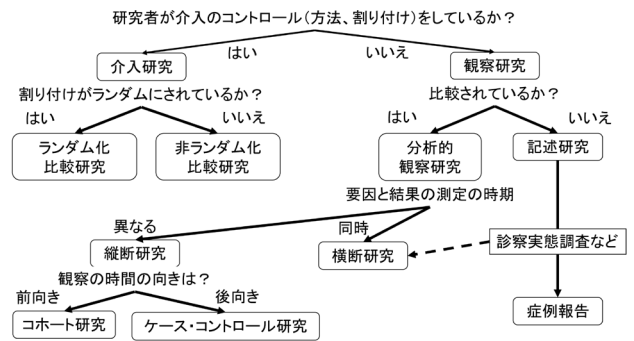 研究者が介入のコントロール(方法、割り付け)をしているか?
はい
いいえ
介入研究
観察研究
割り付けがランダムにされているか?
比較されているか?
はい
いいえ
はい
いいえ
ランダム化
比較研究
非ランダム化
比較研究
分析的
観察研究
記述研究
要因と結果の測定の時期
異なる
同時
縦断研究
横断研究
診察実態調査など
観察の時間の向きは?
前向き
後向き
コホート研究
ケース・コントロール研究
症例報告